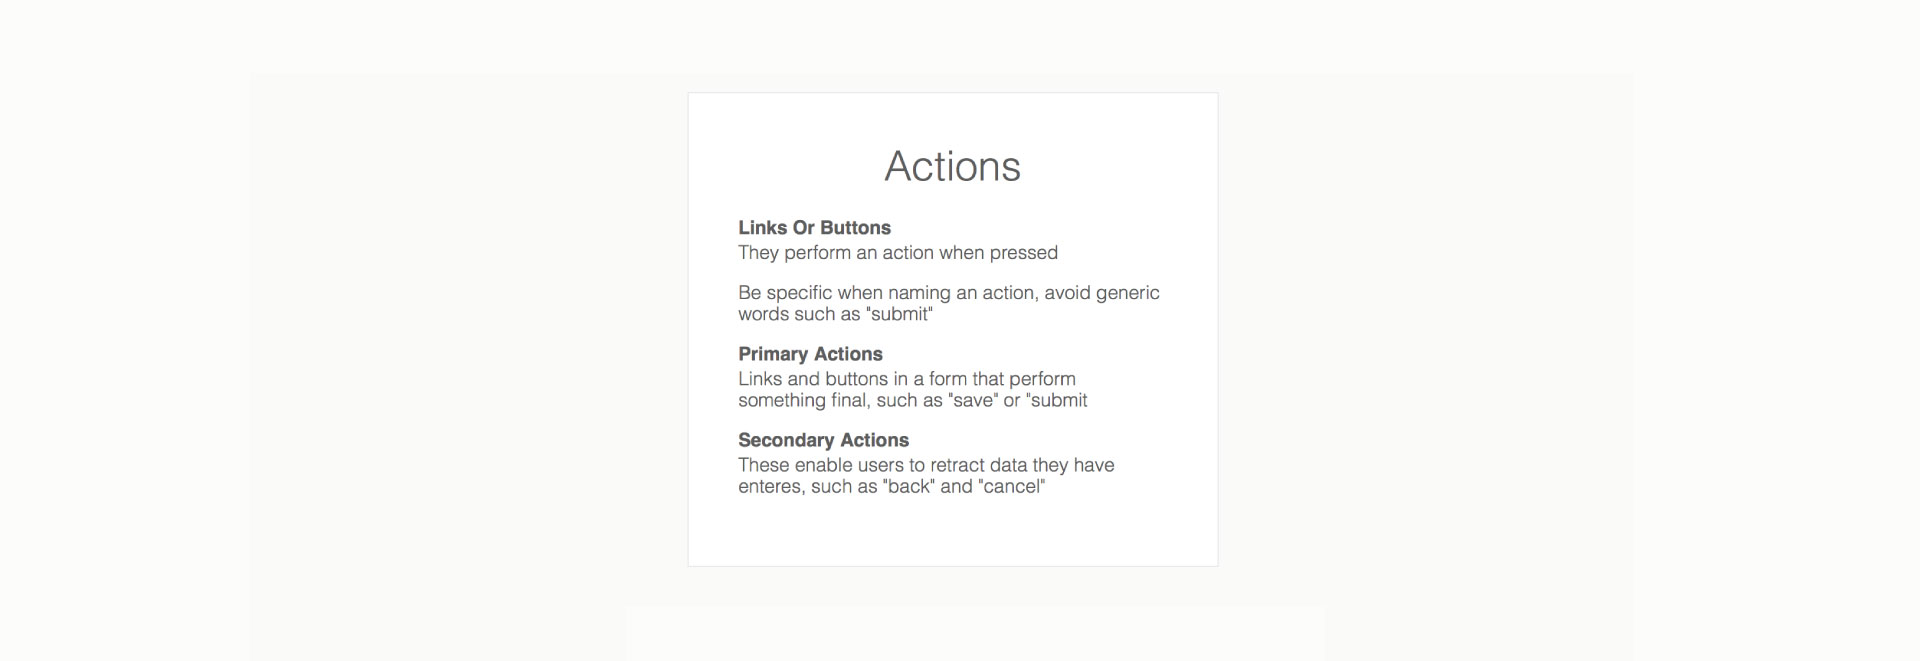 Actions
Links Or Buttons
They perform an action when pressed
Be specific when naming an action, avoid generic
words such as "submit"
Primary Actions
Links and buttons in a form that perform
something final, such as "save" or "submit
Secondary Actions
These enable users to retract data they have
enteres, such as "back" and "cancel"